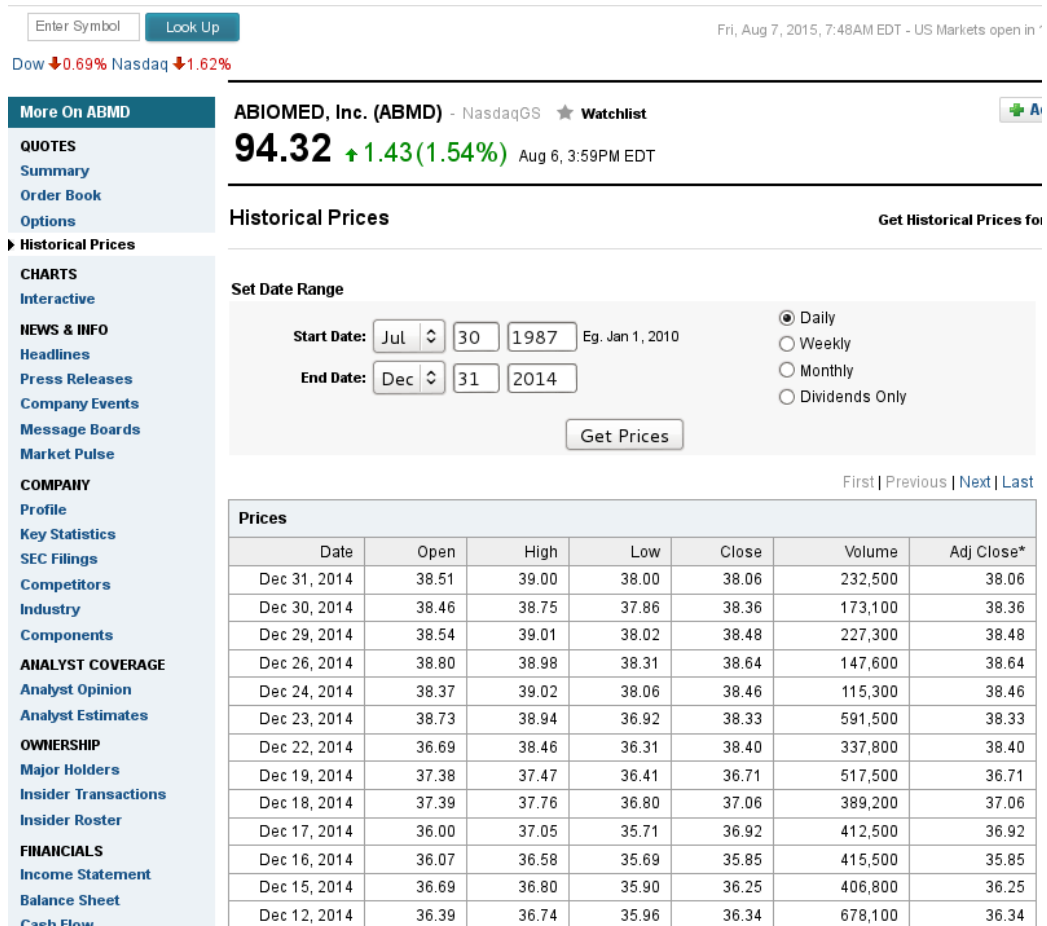 Enter Symbol Look Up
Fri, Aug 7, 2015, 7:48AM EDT - US Markets open in
Dow 0.69% Nasdaq 1.62%
More On ABMD
QUOTES
Summary
Order Book
Options
Historical Prices
CHARTS
Interactive
NEWS & INFO
Headlines
Press Releases
Company Events
Message Boards
Market Pulse
COMPANY
Profile
Key Statistics
SEC Filings
Competitors
Industry
Components
ANALYST COVERAGE
Analyst Opinion
Analyst Estimates
OWNERSHIP
Major Holders
Insider Transactions
Insider Roster
FINANCIALS
Income Statement
Balance Sheet
Cash Flow
ABIOMED, Inc. (ABMD) - NasdaqGS Watchlist
94.32 1.43(1.54%) Aug 6, 3:59PM EDT
Historical Prices
Get Historical Prices for
Set Date Range
Start Date: Jul 30 1987 Eg. Jan 1, 2010
End Date: Dec 31 2014
Daily
Weekly
Monthly
Dividends Only
Get Prices
First | Previous | Next | Last
Prices
Date Open High Low Close Volume Adj Close*
Dec 31, 2014 38.51 39.00 38.00 38.06 232,500 38.06
Dec 30, 2014 38.46 38.75 37.86 38.36 173,100 38.36
Dec 29, 2014 38.54 39.01 38.02 38.48 227,300 38.48
Dec 26, 2014 38.80 38.98 38.31 38.64 147,600 38.64
Dec 24, 2014 38.37 39.02 38.06 38.46 115,300 38.46
Dec 23, 2014 38.73 38.94 36.92 38.33 591,500 38.33
Dec 22, 2014 36.69 38.46 36.31 38.40 337,800 38.40
Dec 19, 2014 37.38 37.47 36.41 36.71 517,500 36.71
Dec 18, 2014 37.39 37.76 36.80 37.06 389,200 37.06
Dec 17, 2014 36.00 37.05 35.71 36.92 412,500 36.92
Dec 16, 2014 36.07 36.58 35.69 35.85 415,500 35.85
Dec 15, 2014 36.69 36.80 35.90 36.25 406,800 36.25
Dec 12, 2014 36.39 36.74 35.96 36.34 678,100 36.34